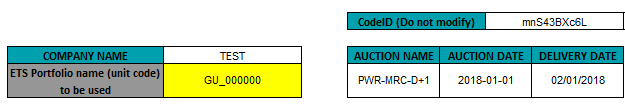 CodeID (Do not modify) mnS43BXc6L
COMPANY NAME TEST AUCTION NAME AUCTION DATE DELIVERY DATE
ETS Portfolio name (unit code)
to be used GU_000000 PWR-MRC-D+1 2018-01-01 02/01/2018